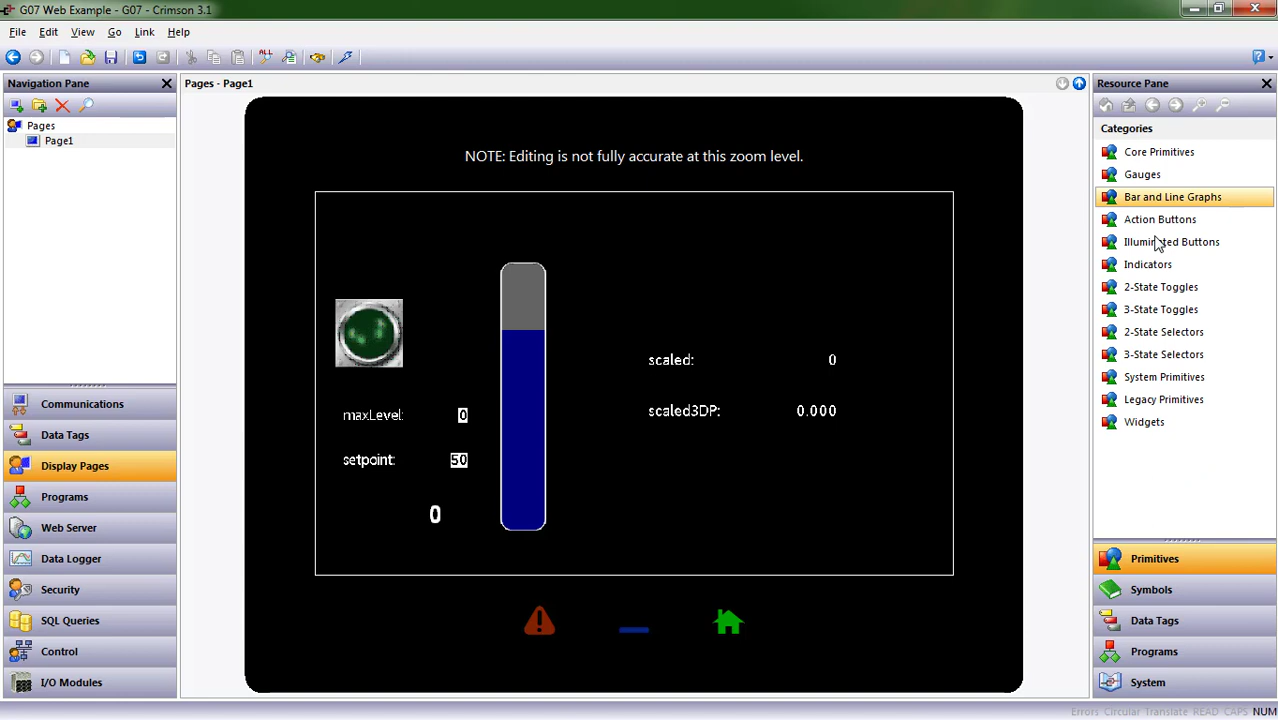 G07 Web Example - G07 - Crimson 3.1
File Edit View Go Link Help
ALL
Navigation Pane
Pages - Page1
Resource Pane
Pages
Page1
Categories
Core Primitives
Gauges
Bar and Line Graphs
Action Buttons
Illuminated Buttons
Indicators
2-State Toggles
3-State Toggles
2-State Selectors
3-State Selectors
System Primitives
Legacy Primitives
Widgets
NOTE: Editing is not fully accurate at this zoom level.
scaled: 0
scaled3DP: 0.000
maxLevel: 0
setpoint: 50
0
Communications
Data Tags
Display Pages
Programs
Web Server
Data Logger
Security
SQL Queries
Control
I/O Modules
Primitives
Symbols
Data Tags
Programs
System
Errors Circular Translate READ CAPS NUM